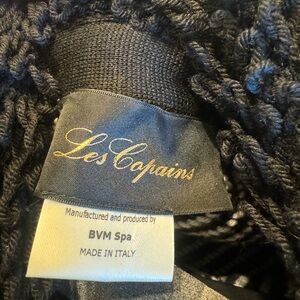 Les Copains
Manufactured and produced by
BVM Spa
MADE IN ITALY